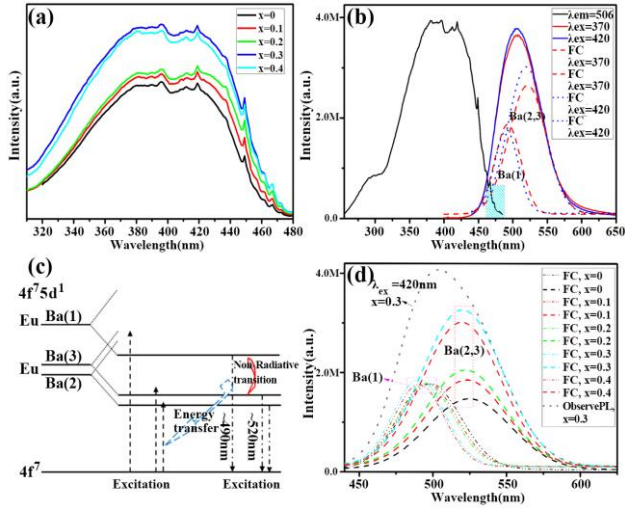 (a)
x=0
x=0.1
x=0.2
x=0.3
x=0.4
Intensity(a.u.)
320 340 360 380 400 420 440 460 480
Wavelength(nm)
(b)
4.0M
2.0M
0.0
Intensity(a.u.)
λem=506
λex=370
λex=420
FC
λex=370
FC
λex=370
FC
λex=420
FC
λex=420
Ba(2,3)
Ba(1)
250 300 350 400 450 500 550 600 650
Wavelength(nm)
(c)
4f⁷5d¹
Eu Ba(1)
Ba(3)
Eu
Ba(2)
Non-Radiative
transition
Energy
transfer
~490nm
~520nm
4f⁷
Excitation
Excitation
(d)
4.0M
2.0M
0.0
Intensity(a.u.)
λex=420nm
x=0.3
Ba(1)
Ba(2,3)
FC, x=0
FC, x=0
FC, x=0.1
FC, x=0.1
FC, x=0.2
FC, x=0.2
FC, x=0.3
FC, x=0.3
FC, x=0.4
FC, x=0.4
ObservePL,
x=0.3
450 500 550 600
Wavelength(nm)